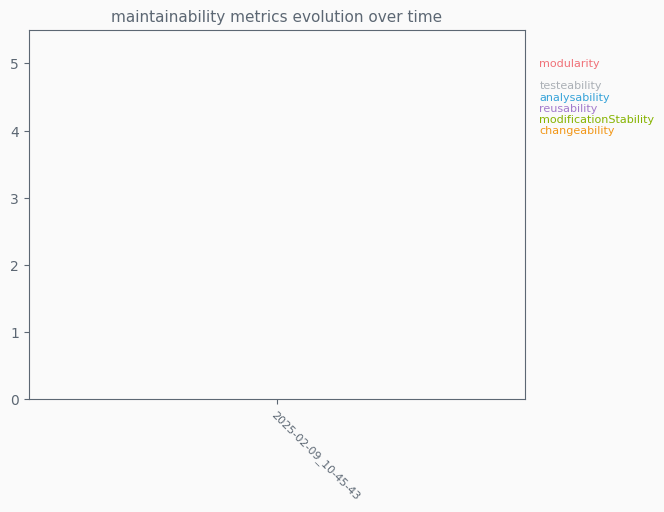 maintainability metrics evolution over time
5
4
3
2
1
0
modularity
testeability
analysability
reusability
modificationStability
changeability
2025-02-09_10-45-43